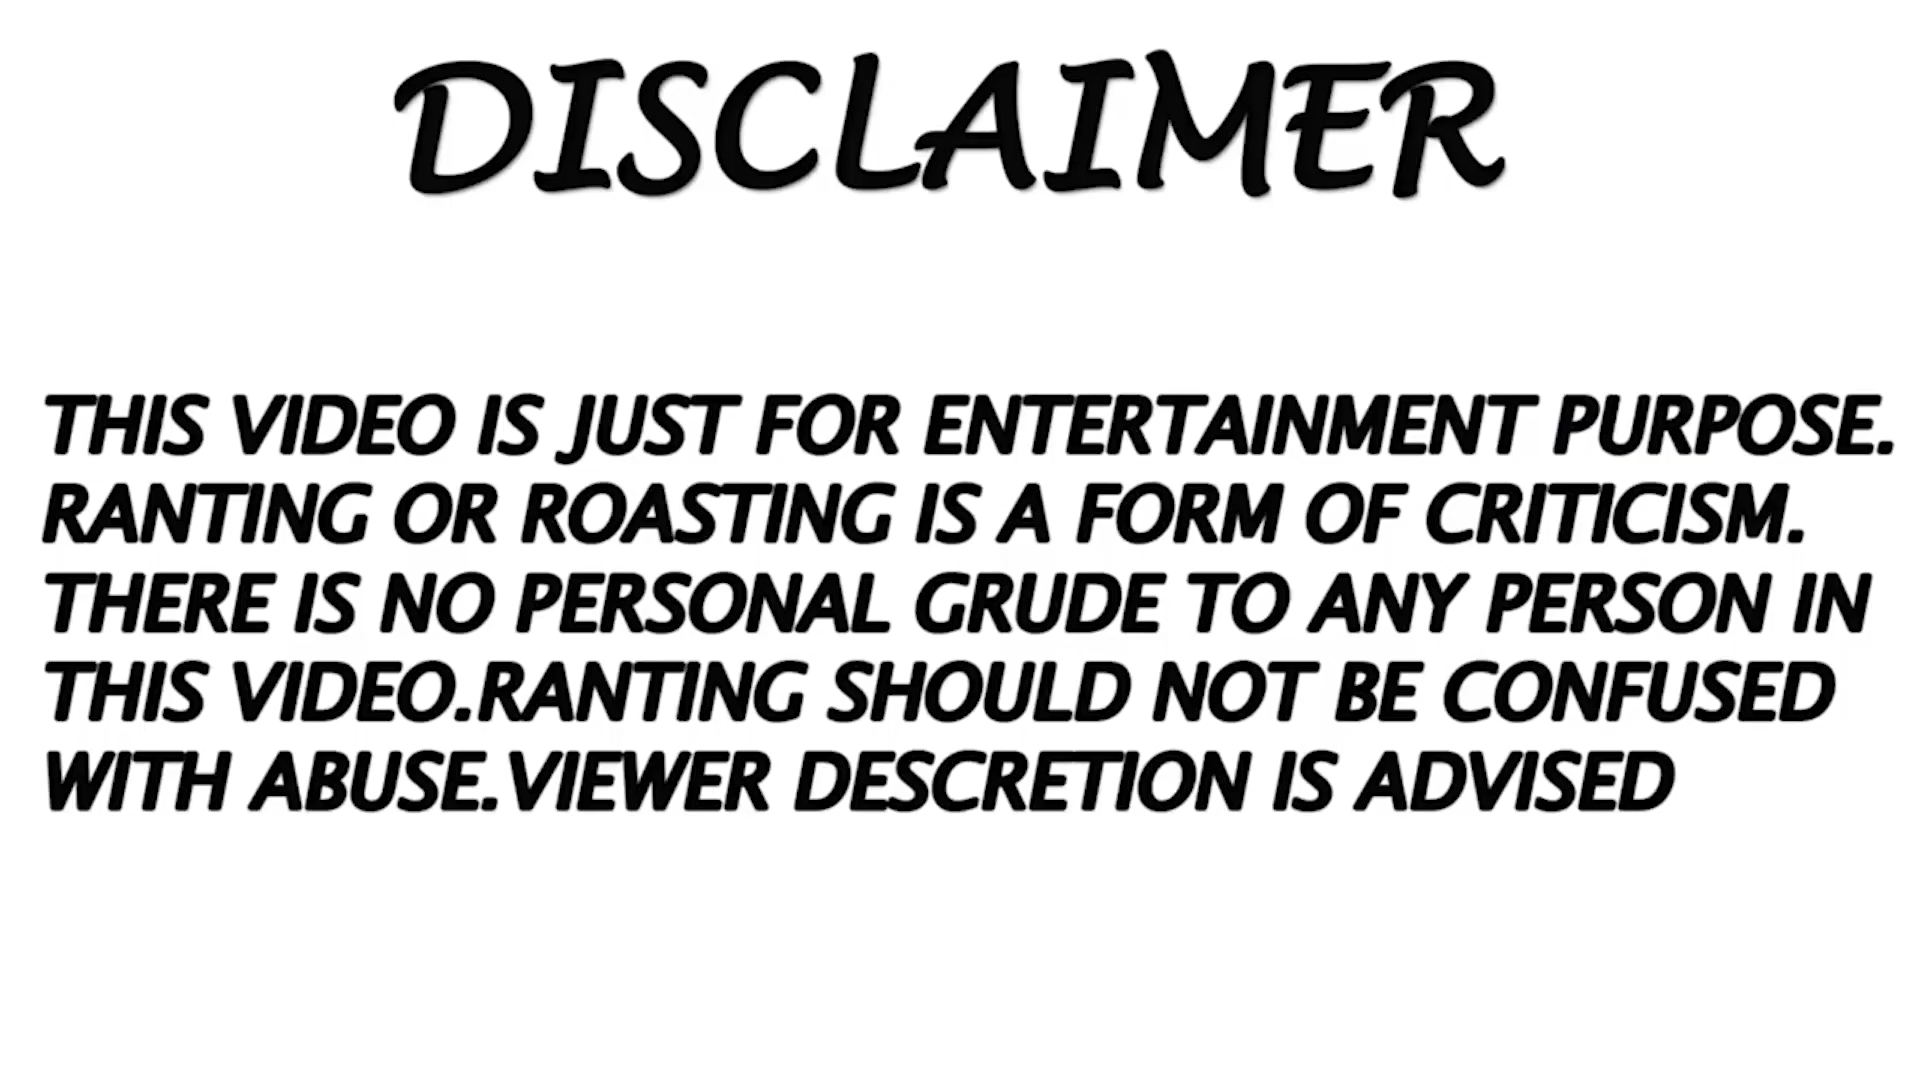 DISCLAIMER
THIS VIDEO IS JUST FOR ENTERTAINMENT PURPOSE.
RANTING OR ROASTING IS A FORM OF CRITICISM.
THERE IS NO PERSONAL GRUDE TO ANY PERSON IN
THIS VIDEO.RANTING SHOULD NOT BE CONFUSED
WITH ABUSE.VIEWER DESCRETION IS ADVISED